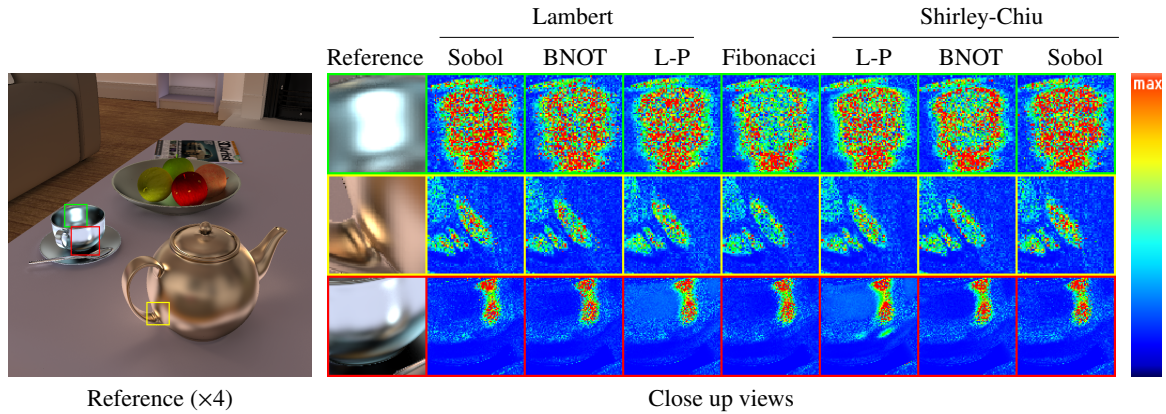 Lambert Shirley-Chiu
Reference Sobol BNOT L-P Fibonacci L-P BNOT Sobol
max
Reference (×4) Close up views